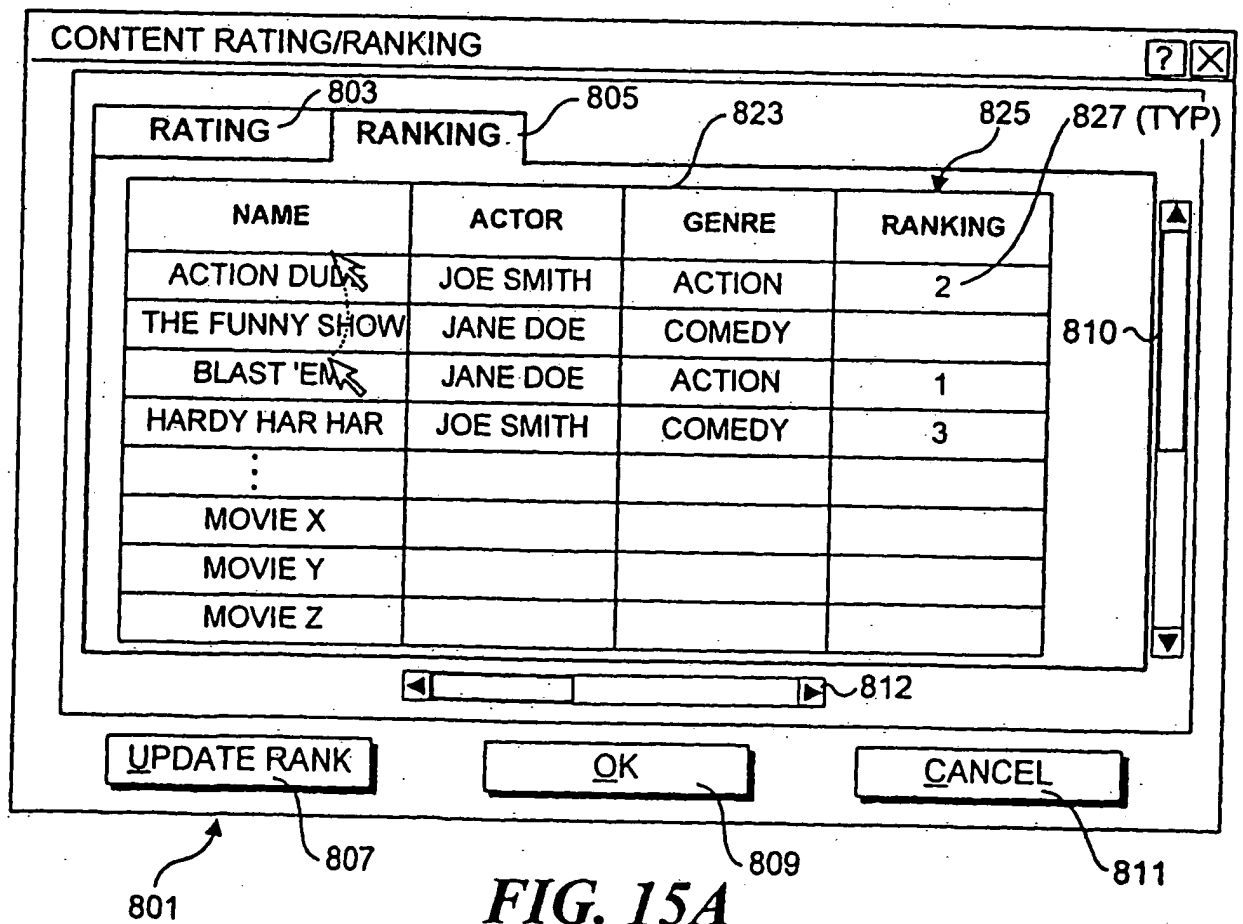 CONTENT RATING/RANKING ? X
803 805 823 825 827 (TYP)
RATING RANKING
NAME ACTOR GENRE RANKING
ACTION DUDS JOE SMITH ACTION 2
THE FUNNY SHOW JANE DOE COMEDY
810
BLAST 'EM JANE DOE ACTION 1
HARDY HAR HAR JOE SMITH COMEDY 3
MOVIE X
MOVIE Y
MOVIE Z
812
UPDATE RANK OK CANCEL
801 807 809 811
FIG. 15A